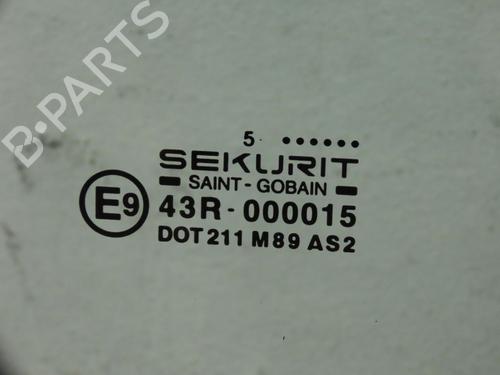 B-PARTS
5 ••••••
SEKURIT
SAINT-GOBAIN
E9 43R-000015
DOT 211 M89 AS2